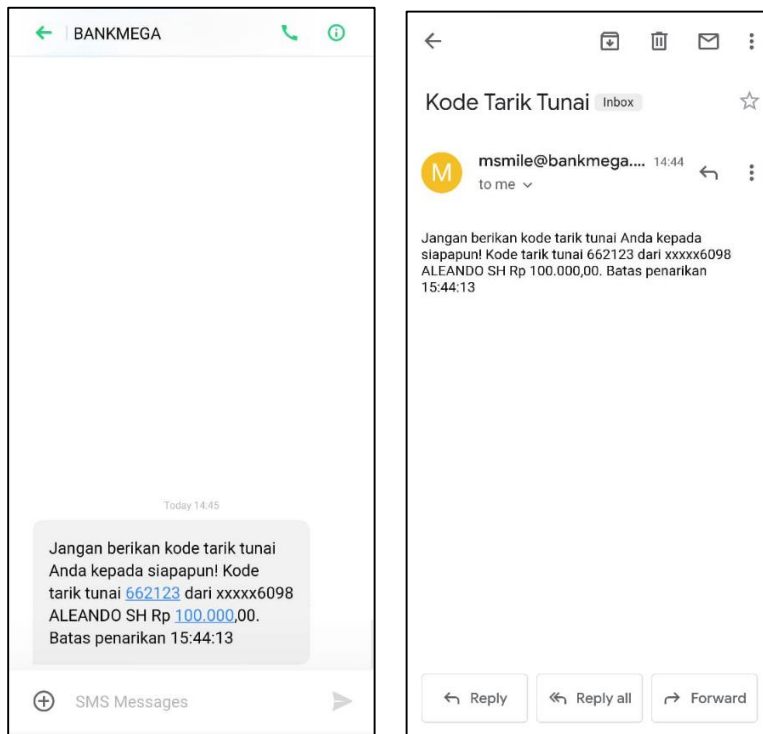 BANKMEGA
Today 14:45
Jangan berikan kode tarik tunai
Anda kepada siapapun! Kode
tarik tunai 662123 dari xxxxx6098
ALEANDO SH Rp 100.000,00.
Batas penarikan 15:44:13
SMS Messages
Kode Tarik Tunai Inbox
M
msmile@bankmega.... 14:44
to me
Jangan berikan kode tarik tunai Anda kepada
siapapun! Kode tarik tunai 662123 dari xxxxx6098
ALEANDO SH Rp 100.000,00. Batas penarikan
15:44:13
Reply Reply all Forward